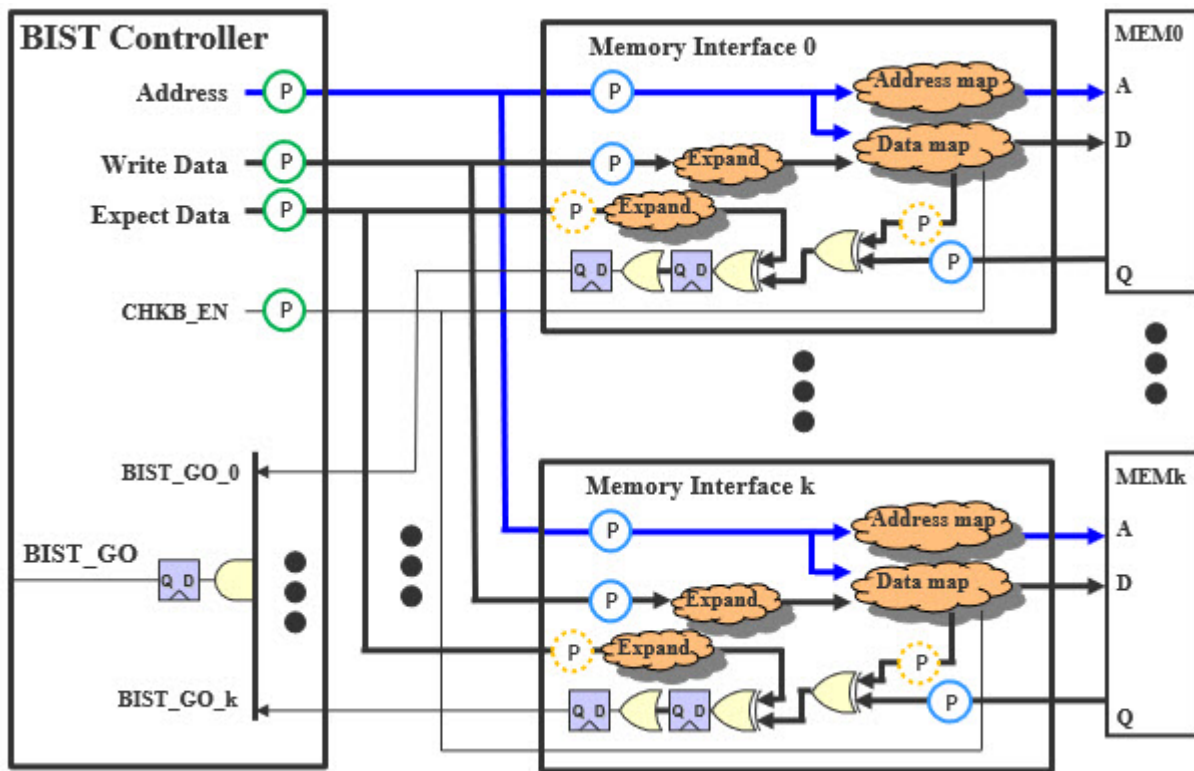 BIST Controller
Address
P
Write Data
P
Expect Data
P
CHKB_EN
P
BIST_GO_0
BIST_GO
Q D
BIST_GO_k
Memory Interface 0
P
Address map
P
Expand
Data map
P
Expand
P
Q D
Q D
P
MEM0
A
D
Q
Memory Interface k
P
Address map
P
Expand
Data map
P
Expand
P
Q D
Q D
P
MEMk
A
D
Q